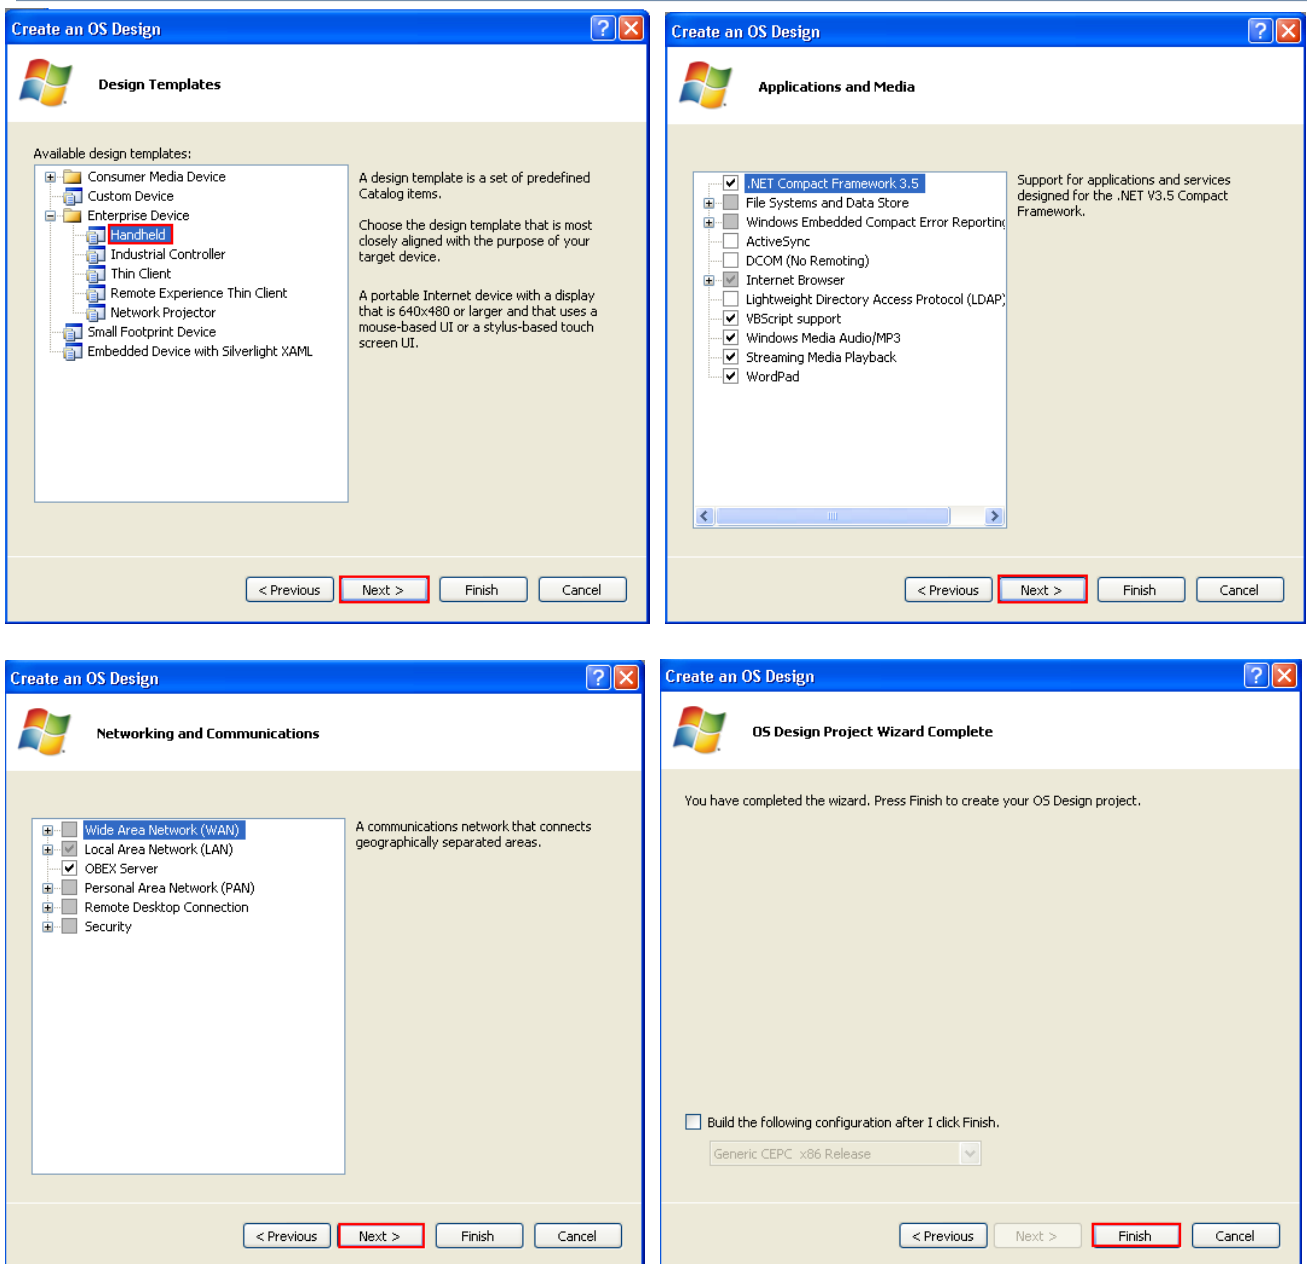 Create an OS Design
Design Templates
Available design templates:
Consumer Media Device
Custom Device
Enterprise Device
Handheld
Industrial Controller
Thin Client
Remote Experience Thin Client
Network Projector
Small Footprint Device
Embedded Device with Silverlight XAML
A design template is a set of predefined
Catalog items.
Choose the design template that is most
closely aligned with the purpose of your
target device.
A portable Internet device with a display
that is 640x480 or larger and that uses a
mouse-based UI or a stylus-based touch
screen UI.
< Previous
Next >
Finish
Cancel
Create an OS Design
Applications and Media
.NET Compact Framework 3.5
File Systems and Data Store
Windows Embedded Compact Error Reporting
ActiveSync
DCOM (No Remoting)
Internet Browser
Lightweight Directory Access Protocol (LDAP)
VBScript support
Windows Media Audio/MP3
Streaming Media Playback
WordPad
Support for applications and services
designed for the .NET V3.5 Compact
Framework.
< Previous
Next >
Finish
Cancel
Create an OS Design
Networking and Communications
Wide Area Network (WAN)
Local Area Network (LAN)
OBEX Server
Personal Area Network (PAN)
Remote Desktop Connection
Security
A communications network that connects
geographically separated areas.
< Previous
Next >
Finish
Cancel
Create an OS Design
OS Design Project Wizard Complete
You have completed the wizard. Press Finish to create your OS Design project.
Build the following configuration after I click Finish.
Generic CEPC x86 Release
< Previous
Next >
Finish
Cancel